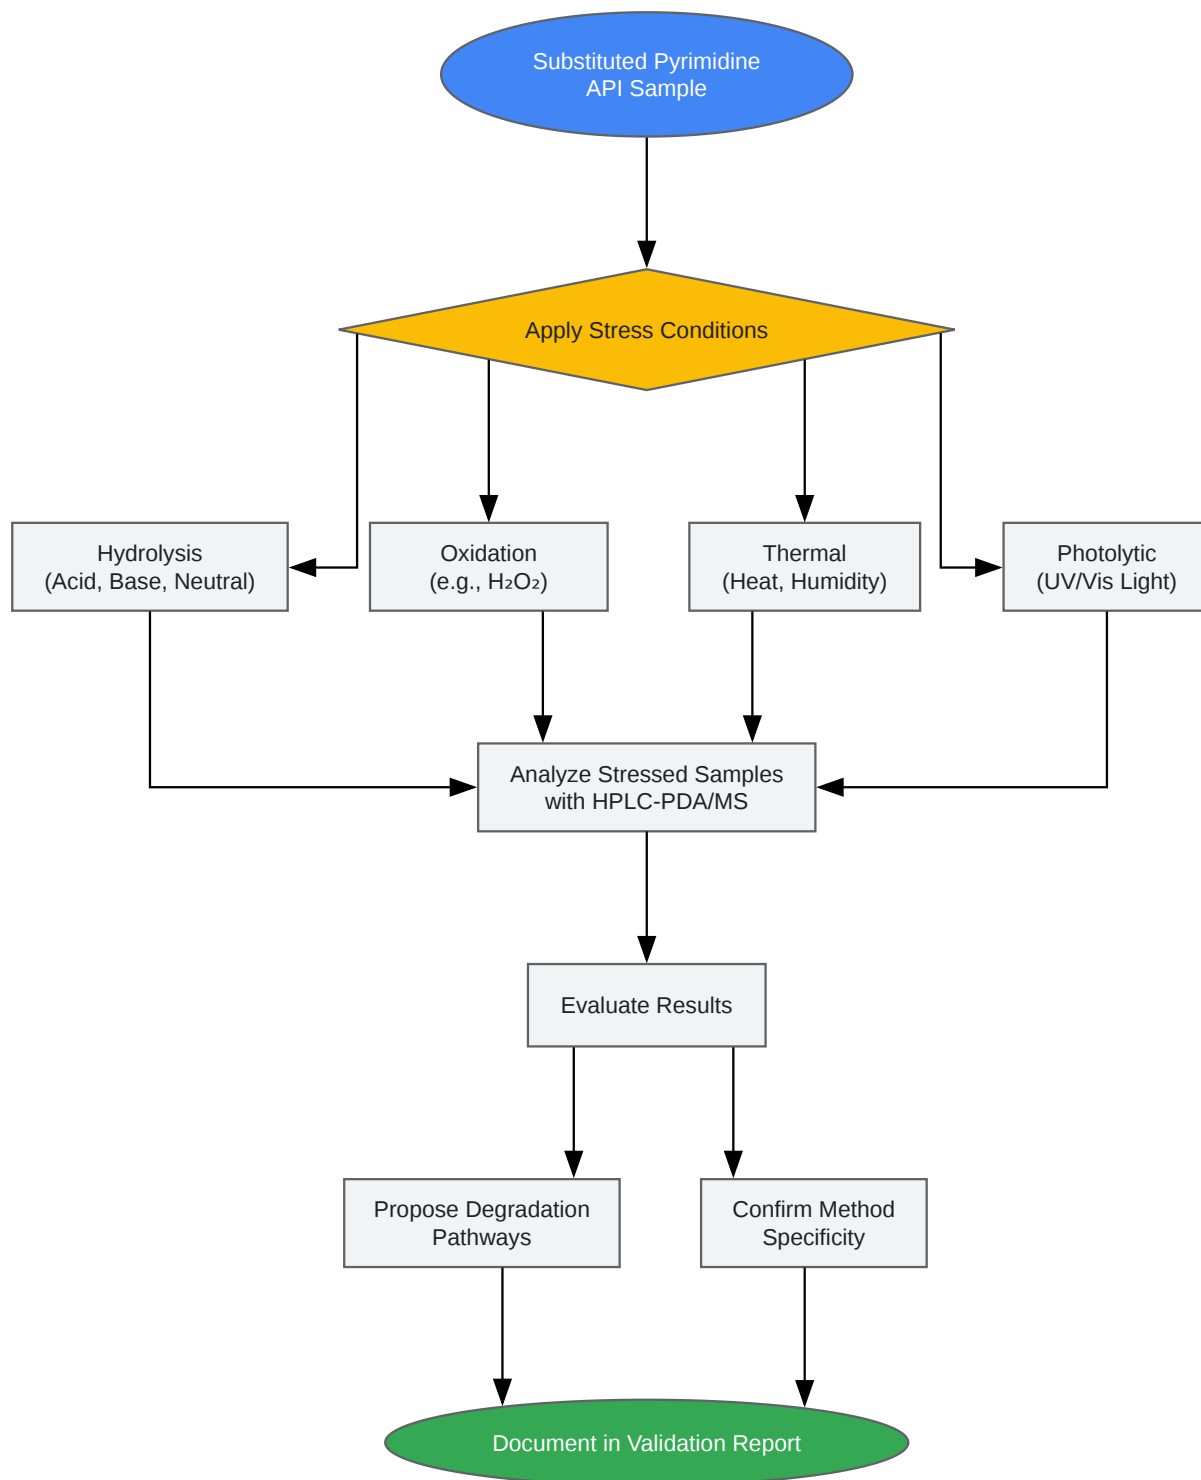 Substituted Pyrimidine
API Sample
Apply Stress Conditions
Hydrolysis
(Acid, Base, Neutral)
Oxidation
(e.g., H₂O₂)
Thermal
(Heat, Humidity)
Photolytic
(UV/Vis Light)
Analyze Stressed Samples
with HPLC-PDA/MS
Evaluate Results
Propose Degradation
Pathways
Confirm Method
Specificity
Document in Validation Report